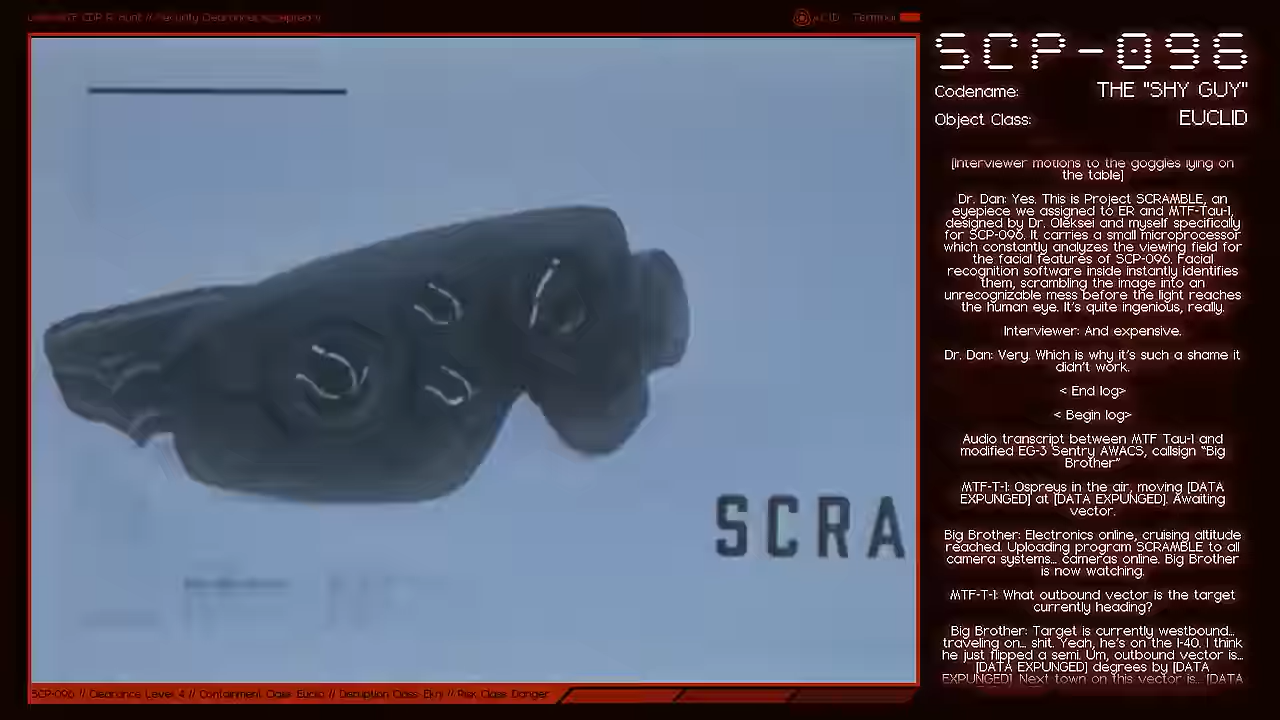 MTF CDR R. Hunt // Security Clearance Accepted //
Terminal
SCP-096
Codename: THE "SHY GUY"
Object Class: EUCLID
[Interviewer motions to the goggles lying on
the table]
Dr. Dan: Yes. This is Project SCRAMBLE, an
eyepiece we assigned to ER and MTF-Tau-1,
designed by Dr. Oleksei and myself specifically
for SCP-096. It carries a small microprocessor
which constantly analyzes the viewing field for
the facial features of SCP-096. Facial
recognition software inside instantly identifies
them, scrambling the image into an
unrecognizable mess before the light reaches
the human eye. It's quite ingenious, really.
Interviewer: And expensive.
Dr. Dan: Very. Which is why it's such a shame it
didn't work.
< End log>
< Begin log>
Audio transcript between MTF Tau-1 and
modified EG-3 Sentry AWACS, callsign "Big
Brother"
MTF-T-1: Ospreys in the air, moving [DATA
EXPUNGED] at [DATA EXPUNGED]. Awaiting
vector.
Big Brother: Electronics online, cruising altitude
reached. Uploading program SCRAMBLE to all
camera systems... cameras online. Big Brother
is now watching.
MTF-T-1: What outbound vector is the target
currently heading?
Big Brother: Target is currently westbound...
traveling on... shit. Yeah, he's on the I-40. I think
he just flipped a semi. Um, outbound vector is...
[DATA EXPUNGED] degrees by [DATA
EXPUNGED] Next town on this vector is... [DATA
SCRA
SCP-096 // Clearance Level 4 // Containment Class: Euclid // Disruption Class: Ekhi // Risk Class: Danger